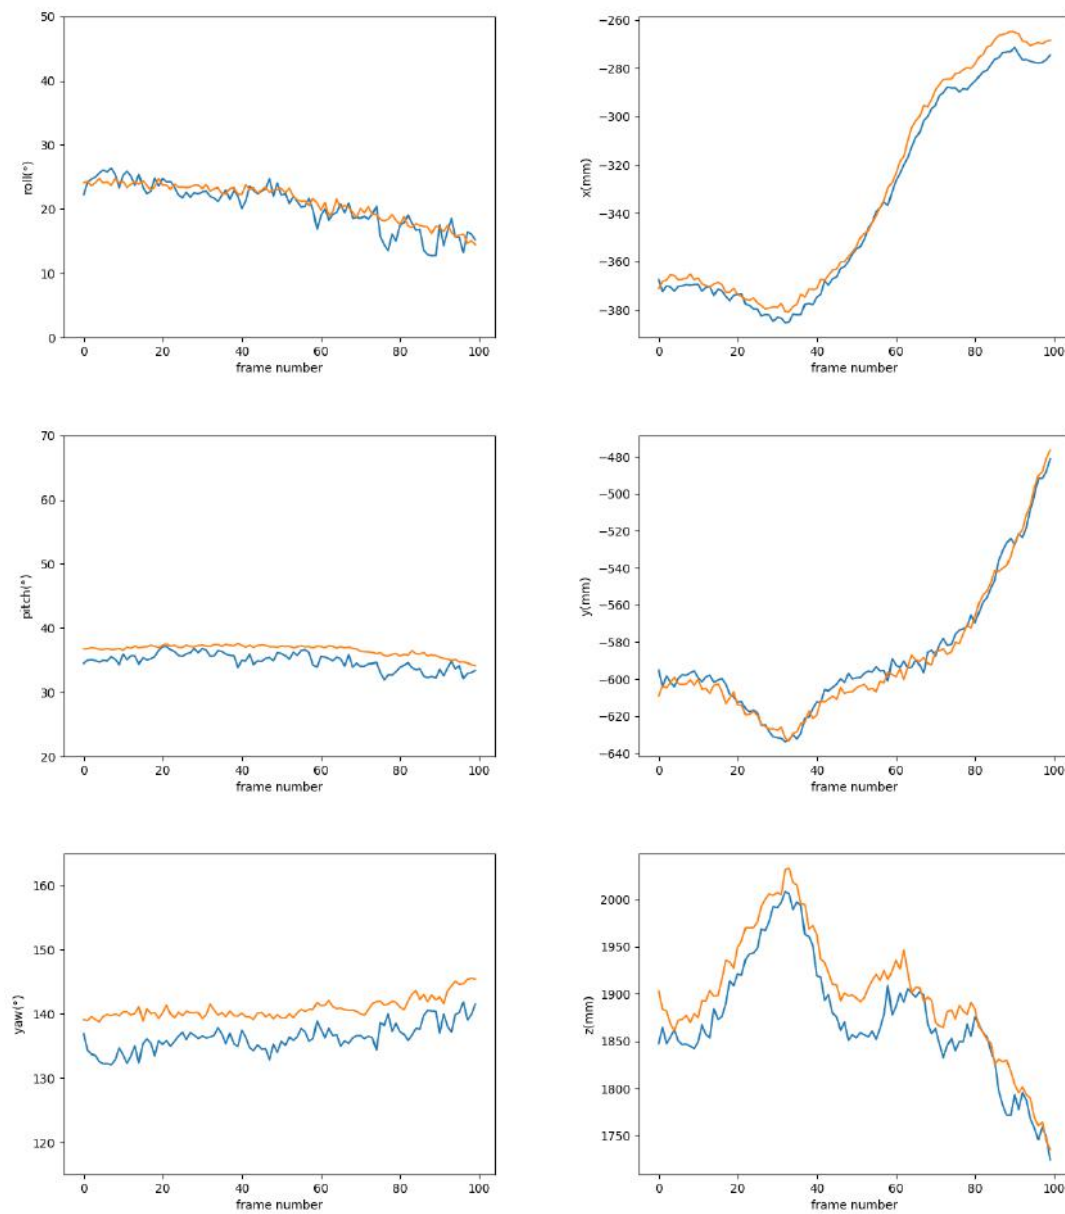 50
40
30
20
10
0
roll(°)
0 20 40 60 80 100
frame number
−260
−280
−300
−320
−340
−360
−380
x(mm)
0 20 40 60 80 100
frame number
70
60
50
40
30
20
pitch(°)
0 20 40 60 80 100
frame number
−480
−500
−520
−540
−560
−580
−600
−620
−640
y(mm)
0 20 40 60 80 100
frame number
160
150
140
130
120
yaw(°)
0 20 40 60 80 100
frame number
2000
1950
1900
1850
1800
1750
z(mm)
0 20 40 60 80 100
frame number